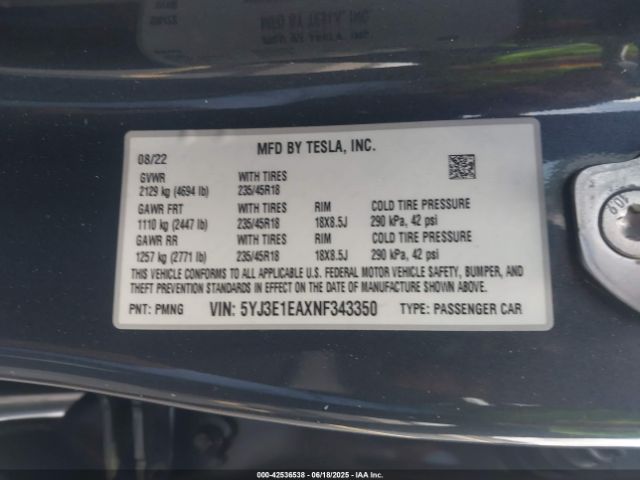 MFD BY TESLA, INC.
08/22
GVWR WITH TIRES
2129 kg (4694 lb) 235/45R18
GAWR FRT WITH TIRES RIM COLD TIRE PRESSURE
1110 kg (2447 lb) 235/45R18 18X8.5J 290 kPa, 42 psi
GAWR RR WITH TIRES RIM COLD TIRE PRESSURE
1257 kg (2771 lb) 235/45R18 18X8.5J 290 kPa, 42 psi
THIS VEHICLE CONFORMS TO ALL APPLICABLE U.S. FEDERAL MOTOR VEHICLE SAFETY, BUMPER, AND
THEFT PREVENTION STANDARDS IN EFFECT ON THE DATE OF MANUFACTURE SHOWN ABOVE.
PNT: PMNG VIN: 5YJ3E1EAXNF343350 TYPE: PASSENGER CAR
000-42536538 - 06/18/2025 - IAA Inc.